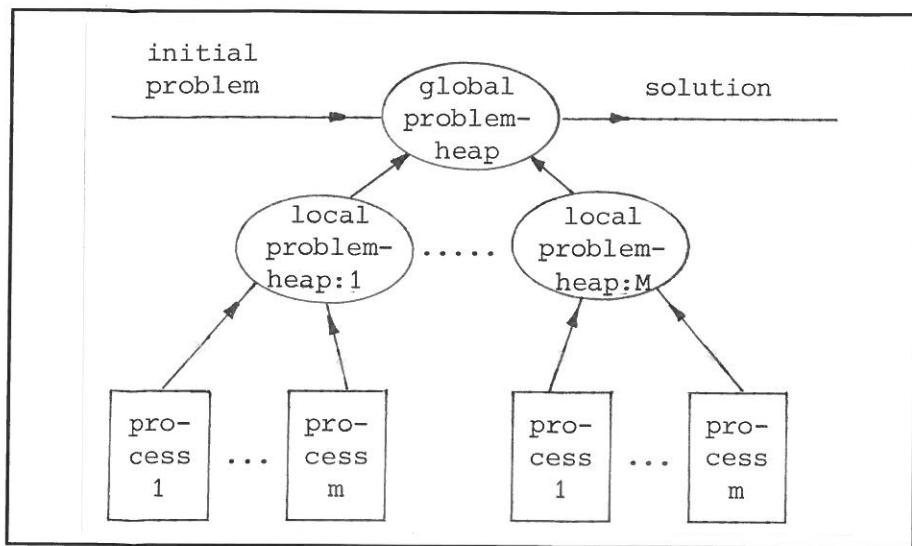 initial
problem
global
problem-
heap
solution
local
problem-
heap:1
.....
local
problem-
heap:M
pro-
cess
1
...
pro-
cess
m
pro-
cess
1
...
pro-
cess
m